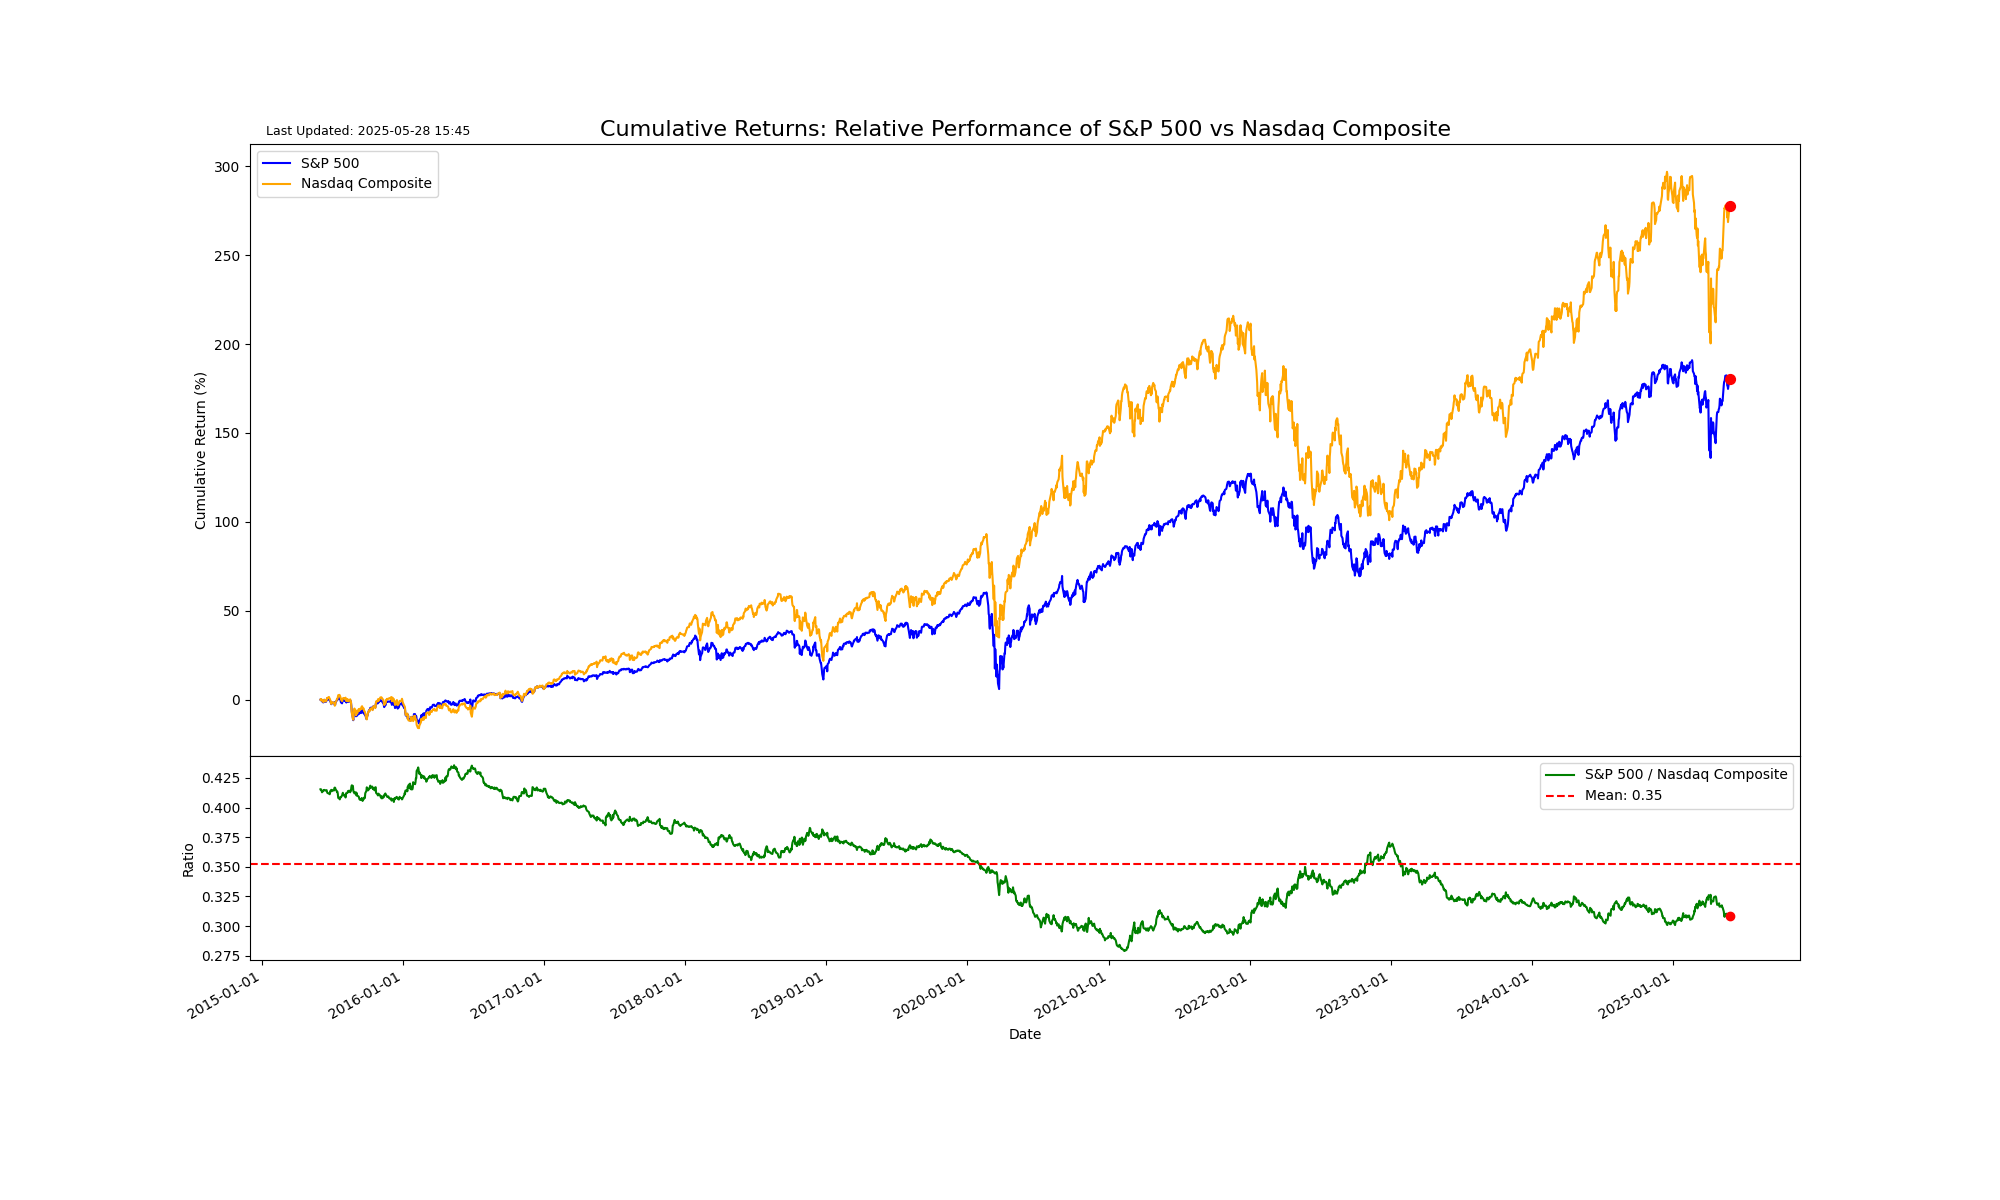 Last Updated: 2025-05-28 15:45
Cumulative Returns: Relative Performance of S&P 500 vs Nasdaq Composite
S&P 500
Nasdaq Composite
300
250
200
150
100
50
0
Cumulative Return (%)
S&P 500 / Nasdaq Composite
Mean: 0.35
0.425
0.400
0.375
0.350
0.325
0.300
0.275
Ratio
2015-01-01
2016-01-01
2017-01-01
2018-01-01
2019-01-01
2020-01-01
2021-01-01
2022-01-01
2023-01-01
2024-01-01
2025-01-01
Date